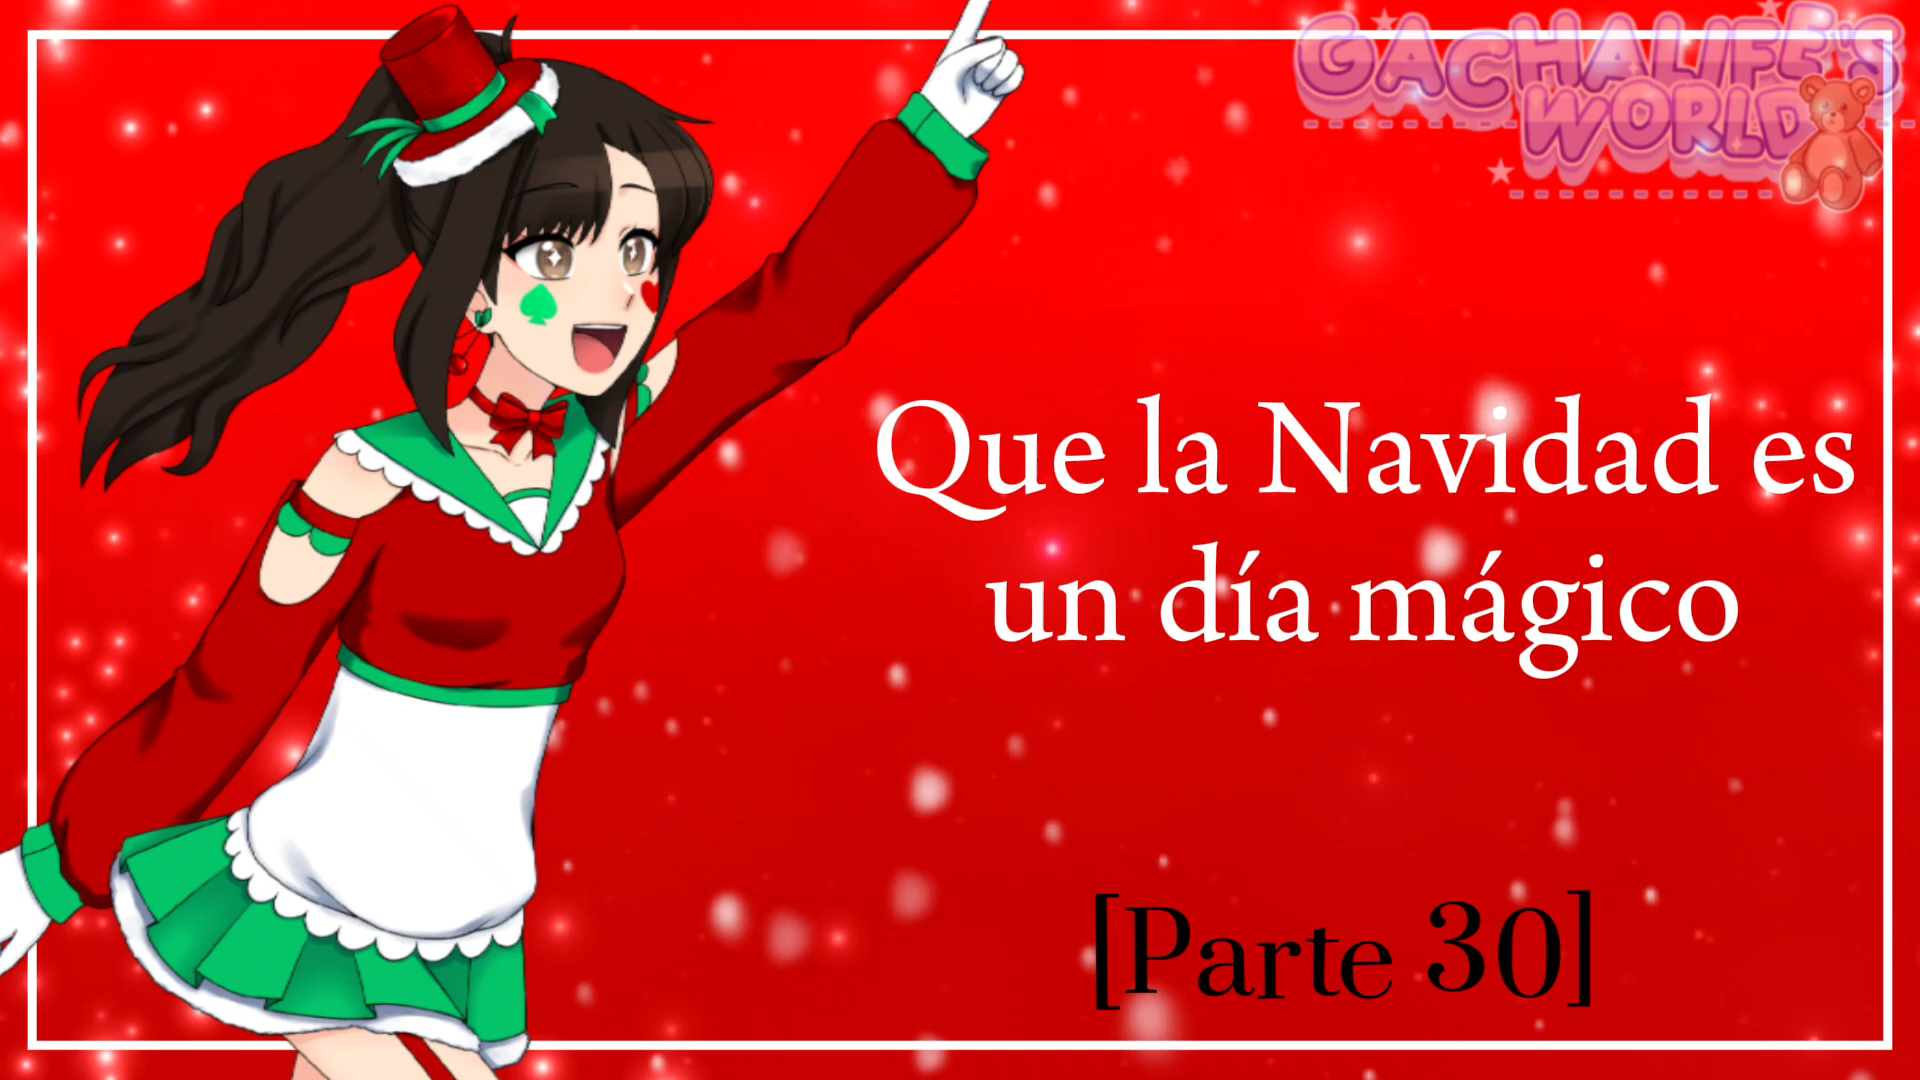 GACHALIFE'S
WORLD
Que la Navidad es
un día mágico
[Parte 30]